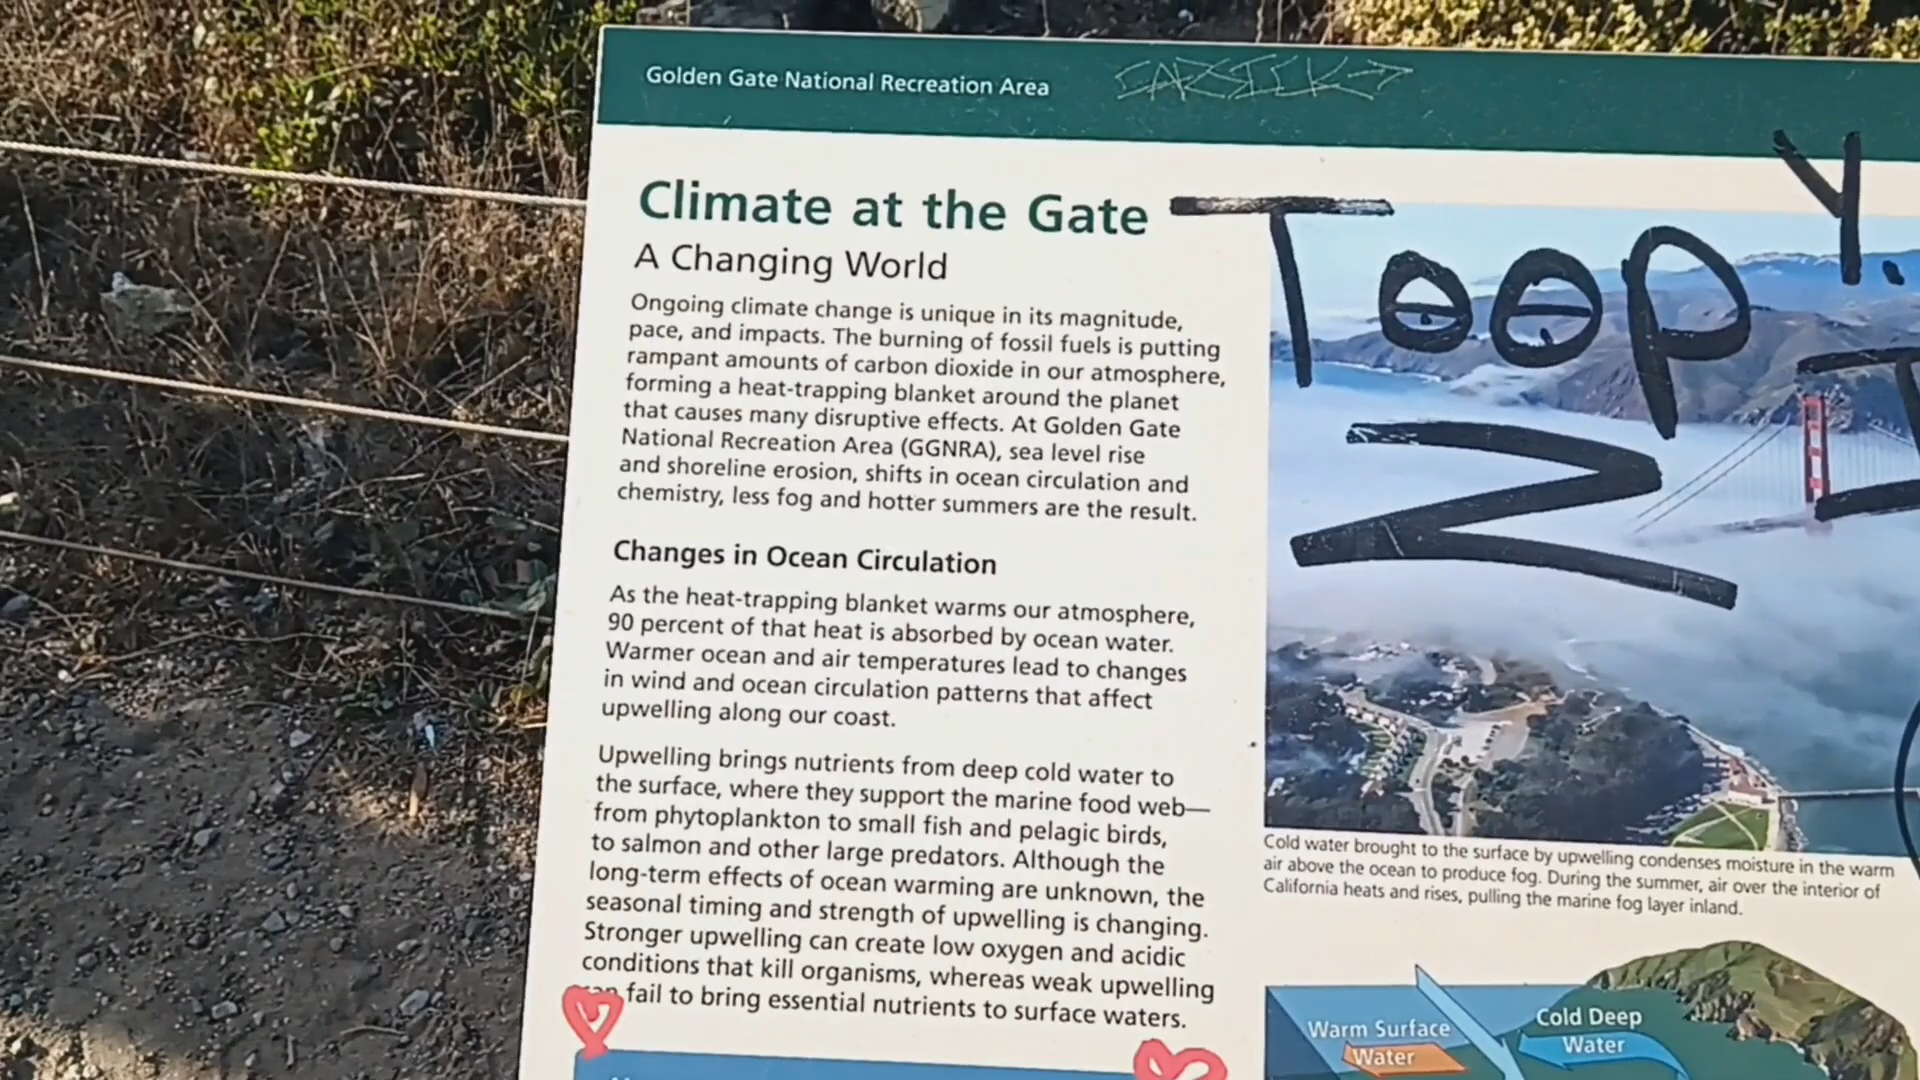 Golden Gate National Recreation Area
Climate at the Gate
A Changing World
Ongoing climate change is unique in its magnitude,
pace, and impacts. The burning of fossil fuels is putting
rampant amounts of carbon dioxide in our atmosphere,
forming a heat-trapping blanket around the planet
that causes many disruptive effects. At Golden Gate
National Recreation Area (GGNRA), sea level rise
and shoreline erosion, shifts in ocean circulation and
chemistry, less fog and hotter summers are the result.
Changes in Ocean Circulation
As the heat-trapping blanket warms our atmosphere,
90 percent of that heat is absorbed by ocean water.
Warmer ocean and air temperatures lead to changes
in wind and ocean circulation patterns that affect
upwelling along our coast.
Upwelling brings nutrients from deep cold water to
the surface, where they support the marine food web—
from phytoplankton to small fish and pelagic birds,
to salmon and other large predators. Although the
long-term effects of ocean warming are unknown, the
seasonal timing and strength of upwelling is changing.
Stronger upwelling can create low oxygen and acidic
conditions that kill organisms, whereas weak upwelling
can fail to bring essential nutrients to surface waters.
Toop
Cold water brought to the surface by upwelling condenses moisture in the warm
air above the ocean to produce fog. During the summer, air over the interior of
California heats and rises, pulling the marine fog layer inland.
Warm Surface
Water
Cold Deep
Water